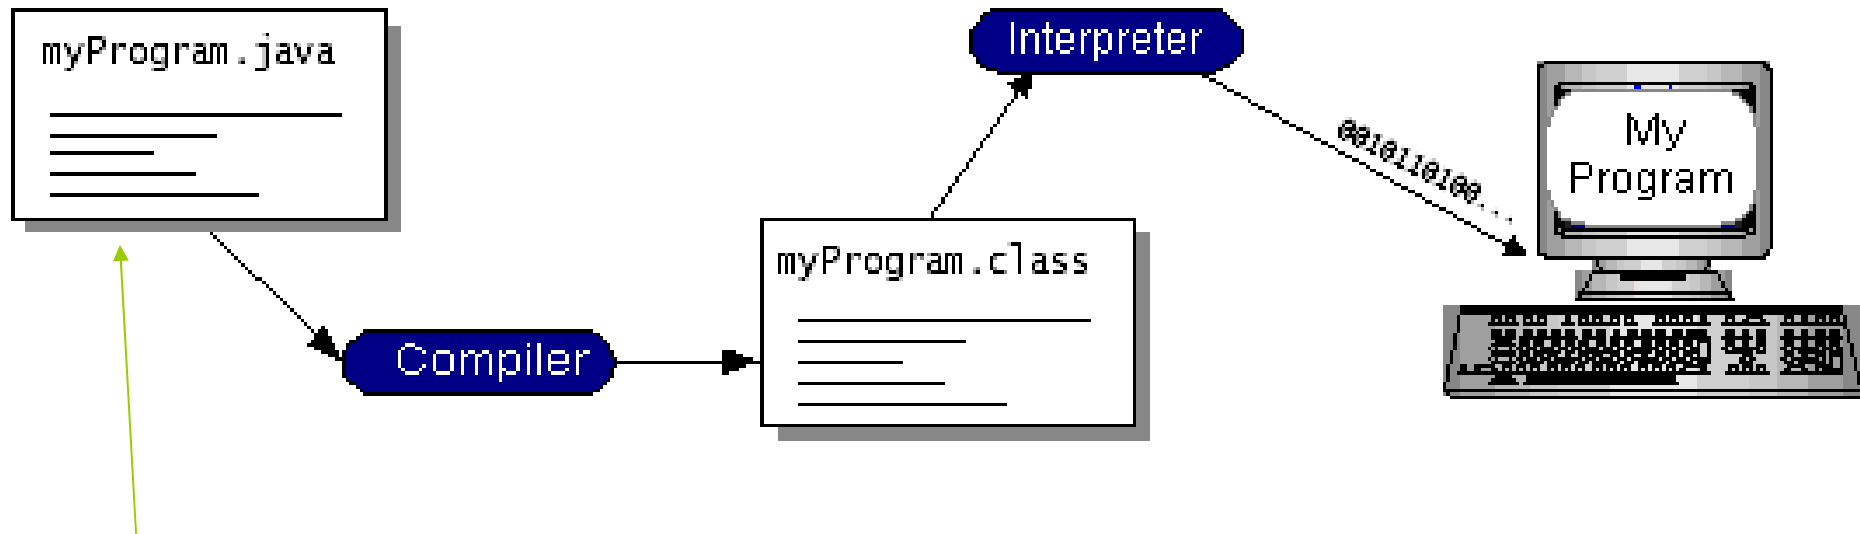 myProgram.java
Compiler
myProgram.class
Interpreter
0010110100...
My
Program